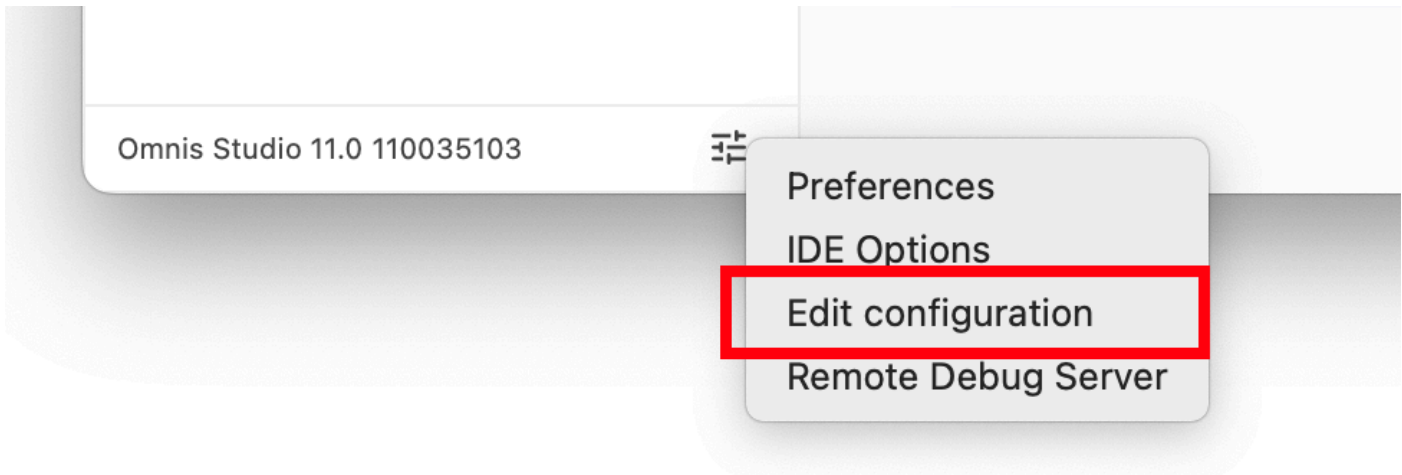 Omnis Studio 11.0 110035103
Preferences
IDE Options
Edit configuration
Remote Debug Server